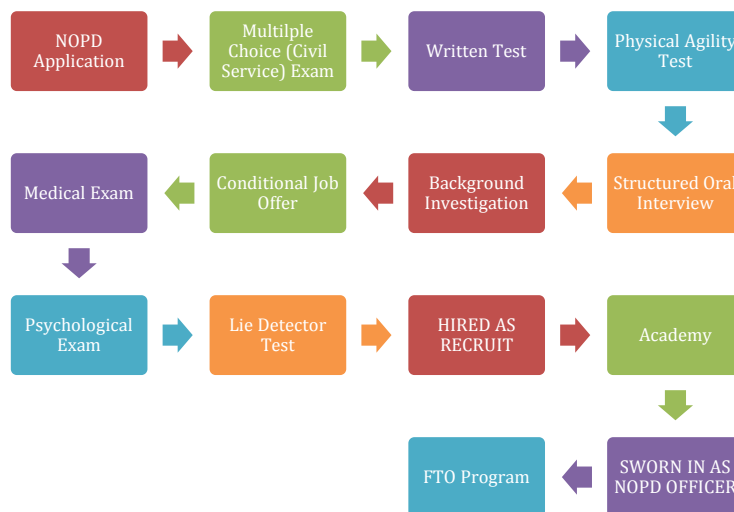 NOPD
Application
Multilple
Choice (Civil
Service) Exam
Written Test
Physical Agility
Test
Structured Oral
Interview
Background
Investigation
Conditional Job
Offer
Medical Exam
Psychological
Exam
Lie Detector
Test
HIRED AS
RECRUIT
Academy
SWORN IN AS
NOPD OFFICER
FTO Program